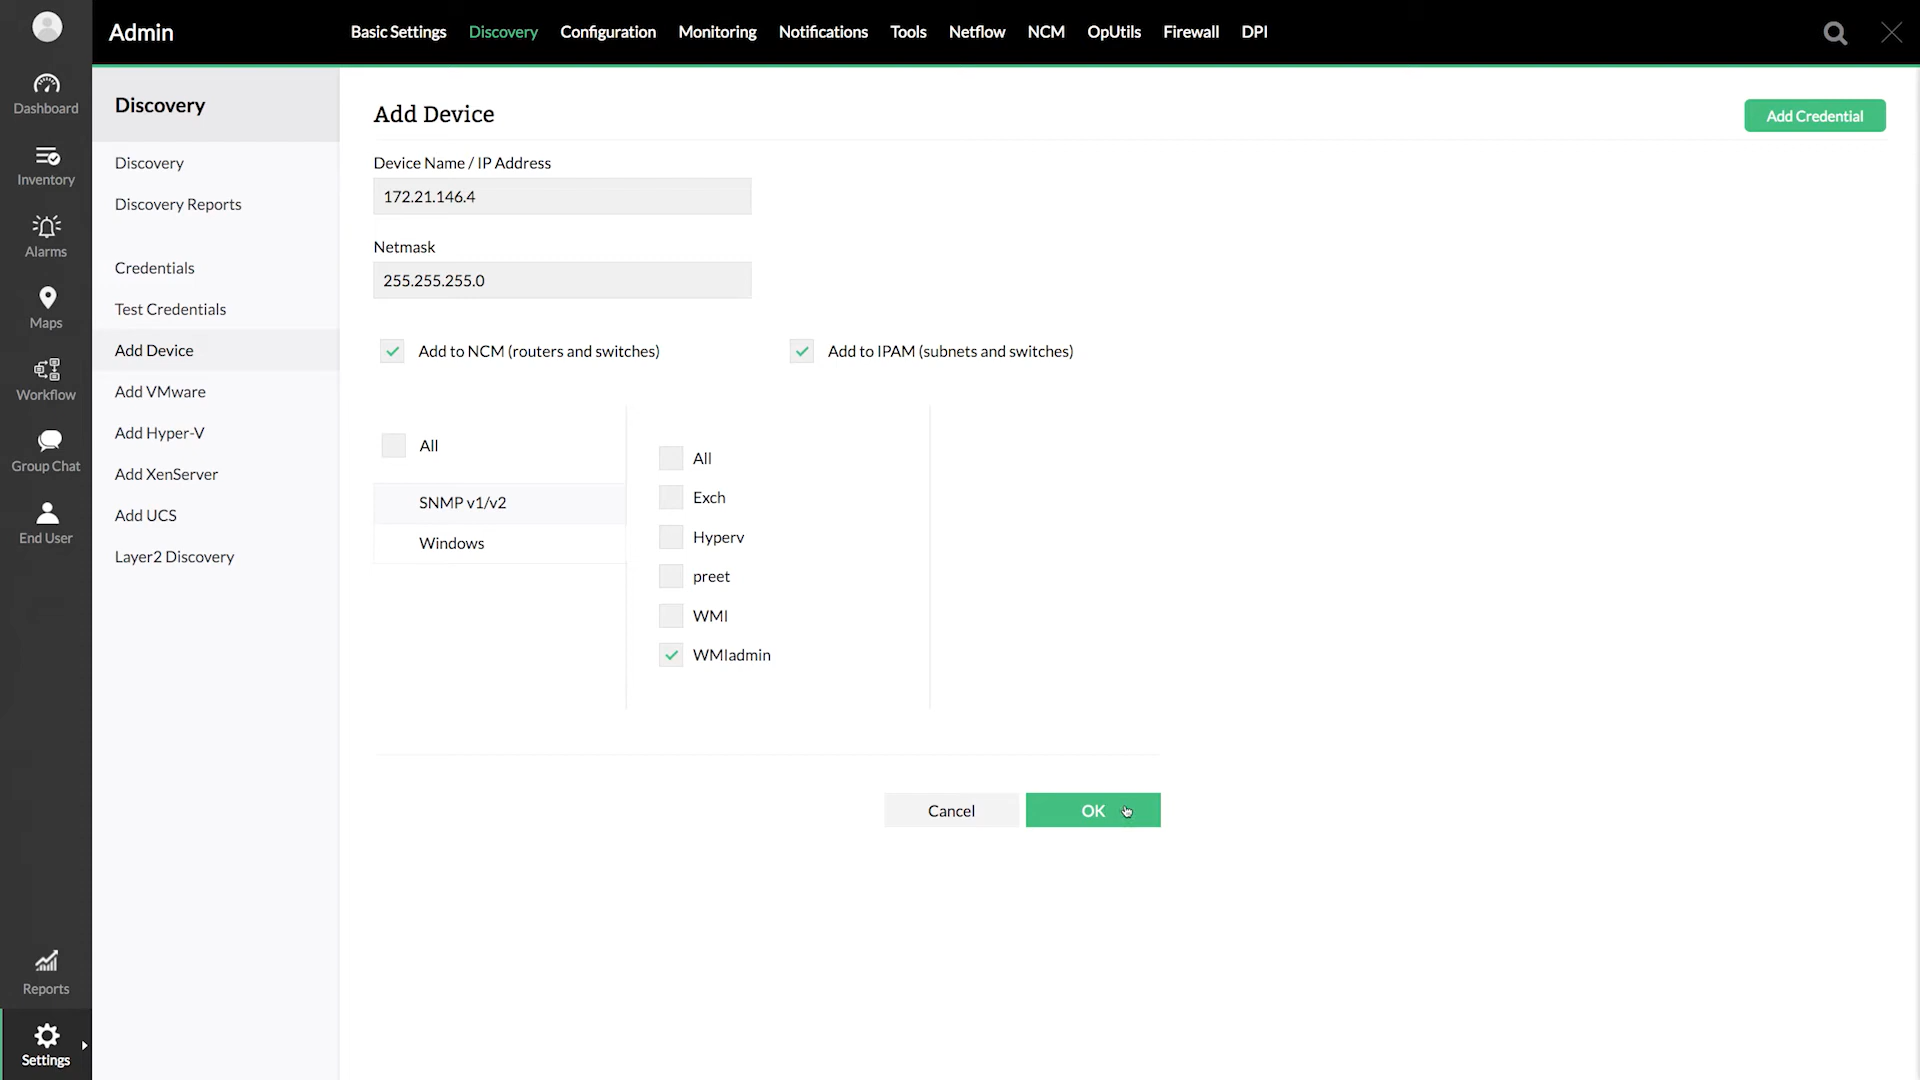 Admin
Basic Settings
Discovery
Configuration
Monitoring
Notifications
Tools
Netflow
NCM
OpUtils
Firewall
DPI
Dashboard
Inventory
Alarms
Maps
Workflow
Group Chat
End User
Reports
Settings
Discovery
Discovery
Discovery Reports
Credentials
Test Credentials
Add Device
Add VMware
Add Hyper-V
Add XenServer
Add UCS
Layer2 Discovery
Add Device
Add Credential
Device Name / IP Address
172.21.146.4
Netmask
255.255.255.0
Add to NCM (routers and switches)
Add to IPAM (subnets and switches)
All
SNMP v1/v2
Windows
All
Exch
Hyperv
preet
WMI
WMIadmin
Cancel
OK